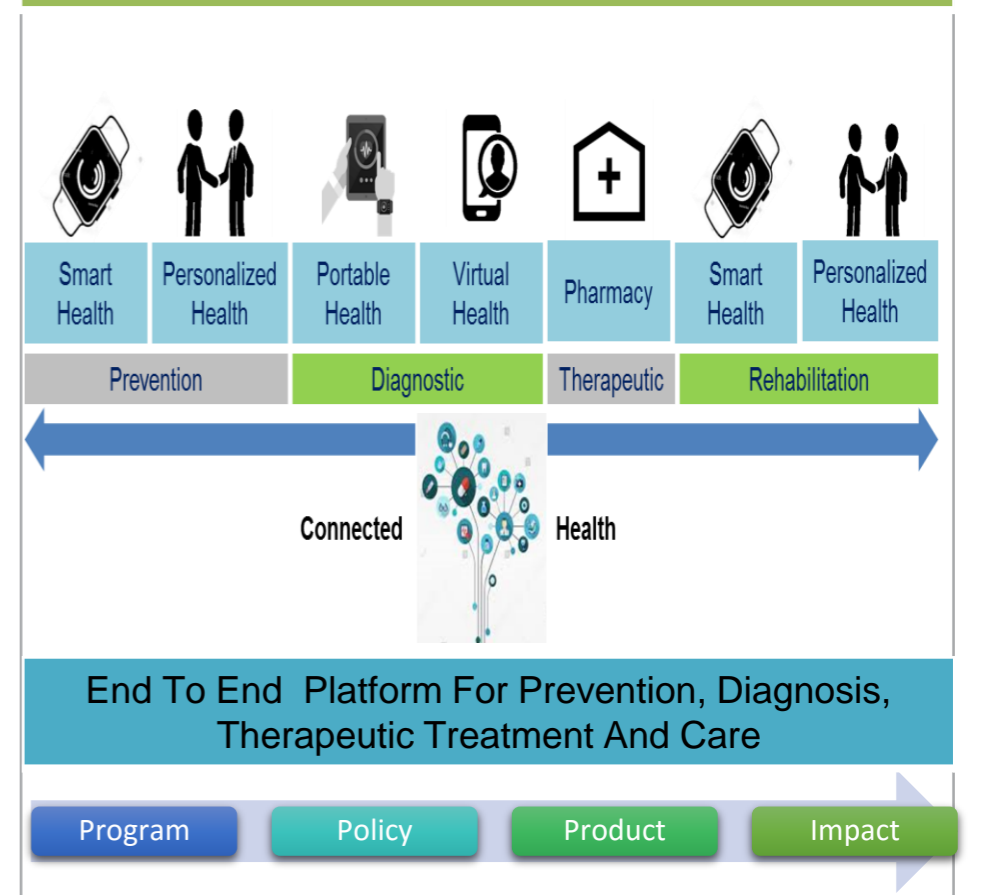 Smart
Health
Personalized
Health
Portable
Health
Virtual
Health
Pharmacy
Smart
Health
Personalized
Health
Prevention
Diagnostic
Therapeutic
Rehabilitation
Connected
Health
End To End Platform For Prevention, Diagnosis,
Therapeutic Treatment And Care
Program
Policy
Product
Impact